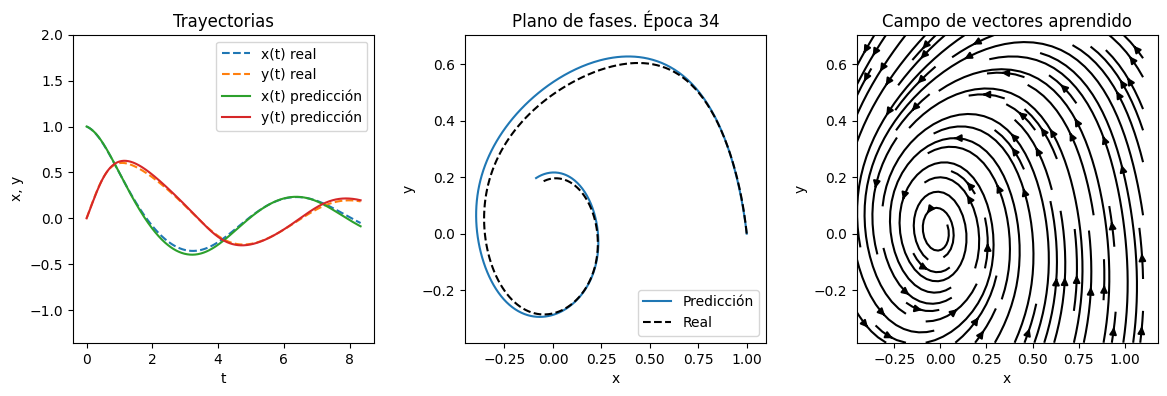 Trayectorias
x(t) real
y(t) real
x(t) predicción
y(t) predicción
2.0
1.5
1.0
0.5
0.0
−0.5
−1.0
x, y
0 2 4 6 8
t
Plano de fases. Época 34
0.6
0.4
0.2
0.0
−0.2
y
Predicción
Real
−0.25 0.00 0.25 0.50 0.75 1.00
x
Campo de vectores aprendido
0.6
0.4
0.2
0.0
−0.2
y
−0.25 0.00 0.25 0.50 0.75 1.00
x